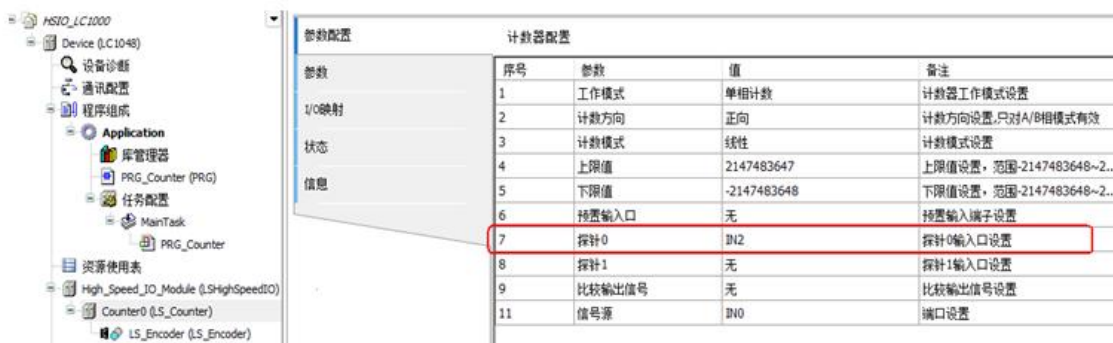 HSIO_LC1000
Device (LC1048)
设备诊断
通讯配置
程序组成
Application
库管理器
PRG_Counter (PRG)
任务配置
MainTask
PRG_Counter
资源使用表
High_Speed_IO_Module (LSHighSpeedIO)
Counter0 (LS_Counter)
LS_Encoder (LS_Encoder)
参数配置
参数
I/O映射
状态
信息
计数器配置
序号 参数 值 备注
1 工作模式 单相计数 计数器工作模式设置
2 计数方向 正向 计数方向设置,只对A/B相模式有效
3 计数模式 线性 计数模式设置
4 上限值 2147483647 上限值设置，范围-2147483648~2...
5 下限值 -2147483648 下限值设置，范围-2147483648~2...
6 预置输入口 无 预置输入端子设置
7 探针0 IN2 探针0输入口设置
8 探针1 无 探针1输入口设置
9 比较输出信号 无 比较输出信号设置
11 信号源 IN0 端口设置